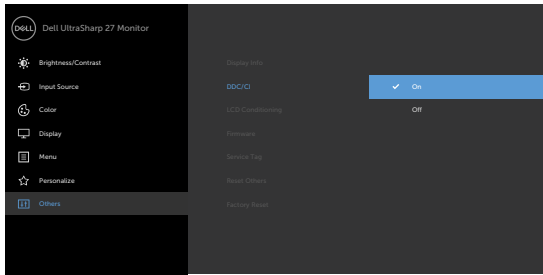 DELL Dell UltraSharp 27 Monitor
Brightness/Contrast
Input Source
Color
Display
Menu
Personalize
Others
Display Info
DDC/CI
LCD Conditioning
Firmware
Service Tag
Reset Others
Factory Reset
On
Off